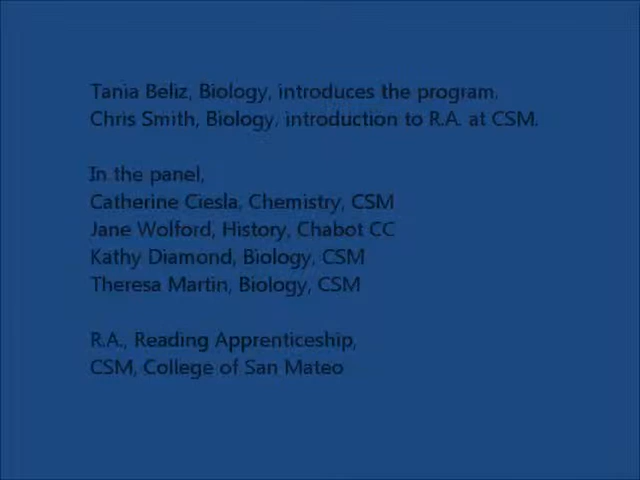 Tania Beliz, Biology, introduces the program.
Chris Smith, Biology, introduction to R.A. at CSM.
In the panel,
Catherine Ciesla, Chemistry, CSM
Jane Wolford, History, Chabot CC
Kathy Diamond, Biology, CSM
Theresa Martin, Biology, CSM
R.A., Reading Apprenticeship,
CSM, College of San Mateo